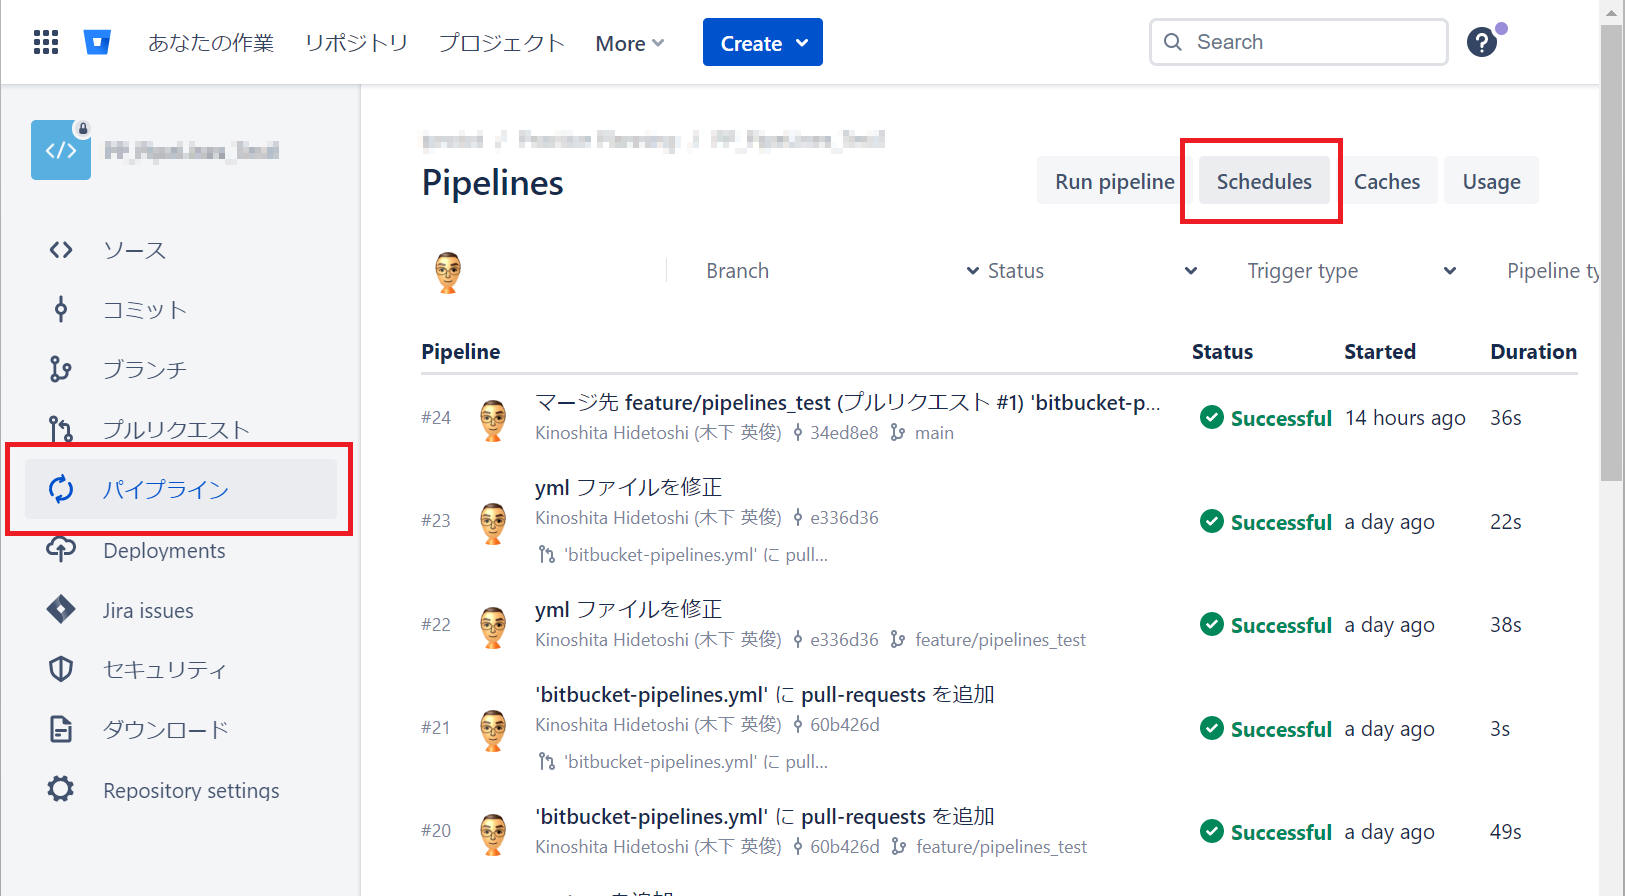 あなたの作業 リポジトリ プロジェクト More Create Search ?
</>
Pipelines
Run pipeline Schedules Caches Usage
ソース
コミット
ブランチ
プルリクエスト
パイプライン
Deployments
Jira issues
セキュリティ
ダウンロード
Repository settings
Branch Status Trigger type Pipeline ty
Pipeline Status Started Duration
#24 マージ先 feature/pipelines_test (プルリクエスト #1) 'bitbucket-p... Successful 14 hours ago 36s
Kinoshita Hidetoshi (木下 英俊) 34ed8e8 main
yml ファイルを修正
#23 Kinoshita Hidetoshi (木下 英俊) e336d36 Successful a day ago 22s
'bitbucket-pipelines.yml' に pull...
yml ファイルを修正
#22 Kinoshita Hidetoshi (木下 英俊) e336d36 feature/pipelines_test Successful a day ago 38s
'bitbucket-pipelines.yml' に pull-requests を追加
#21 Kinoshita Hidetoshi (木下 英俊) 60b426d Successful a day ago 3s
'bitbucket-pipelines.yml' に pull...
'bitbucket-pipelines.yml' に pull-requests を追加
#20 Kinoshita Hidetoshi (木下 英俊) 60b426d feature/pipelines_test Successful a day ago 49s